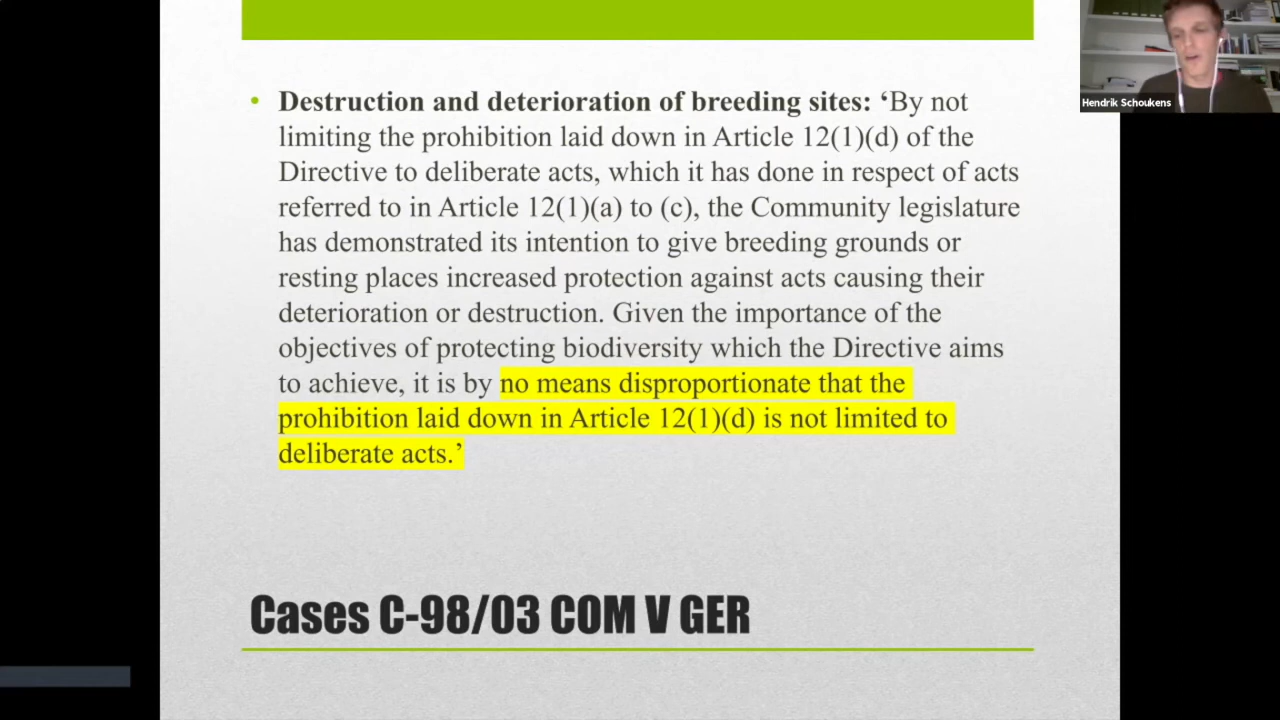 • Destruction and deterioration of breeding sites: ‘By not
limiting the prohibition laid down in Article 12(1)(d) of the
Directive to deliberate acts, which it has done in respect of acts
referred to in Article 12(1)(a) to (c), the Community legislature
has demonstrated its intention to give breeding grounds or
resting places increased protection against acts causing their
deterioration or destruction. Given the importance of the
objectives of protecting biodiversity which the Directive aims
to achieve, it is by no means disproportionate that the
prohibition laid down in Article 12(1)(d) is not limited to
deliberate acts.’
Cases C-98/03 COM V GER
Hendrik Schoukens